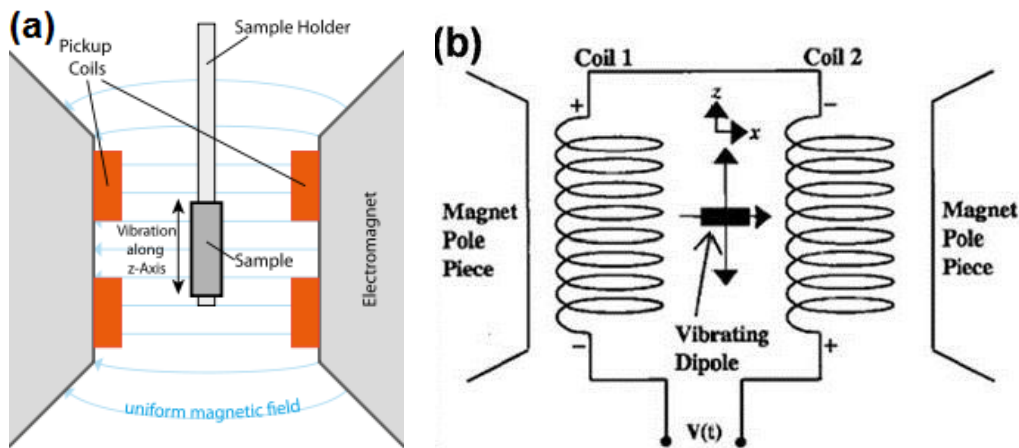 (a)
Sample Holder
Pickup
Coils
Vibration
along
z-Axis
Sample
Electromagnet
uniform magnetic field
(b)
Coil 1
Coil 2
+
−
z
x
Magnet
Pole
Piece
Magnet
Pole
Piece
Vibrating
Dipole
−
+
V(t)